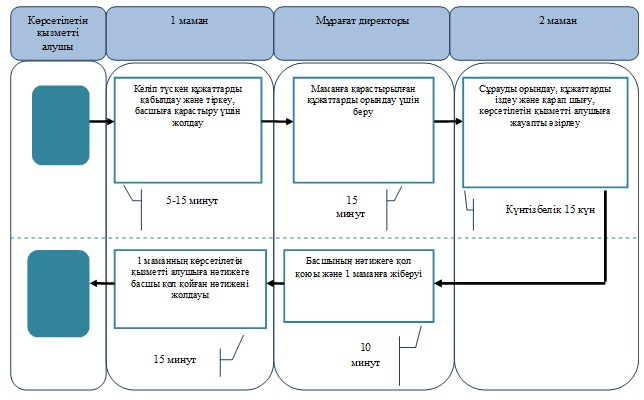 Көрсетілетін
қызметті
алушы
1 маман
Мұрағат директоры
2 маман
Келіп түскен құжаттарды
қабылдау және тіркеу,
басшыға қарастыру үшін
жолдау
Маманға қарастырылған
құжаттарды орындау үшін
беру
Сұрауды орындау, құжаттарды
іздеу және қарап шығу,
көрсетілетін қызметті алушыға
жауапты әзірлеу
5-15 минут
15
минут
Күнтізбелік 15 күн
1 маманның көрсетілетін
қызметті алушыға нәтижеге
басшы қол қойған нәтижені
жолдауы
Басшының нәтижеге қол
қоюы және 1 маманға жіберуі
15 минут
10
минут